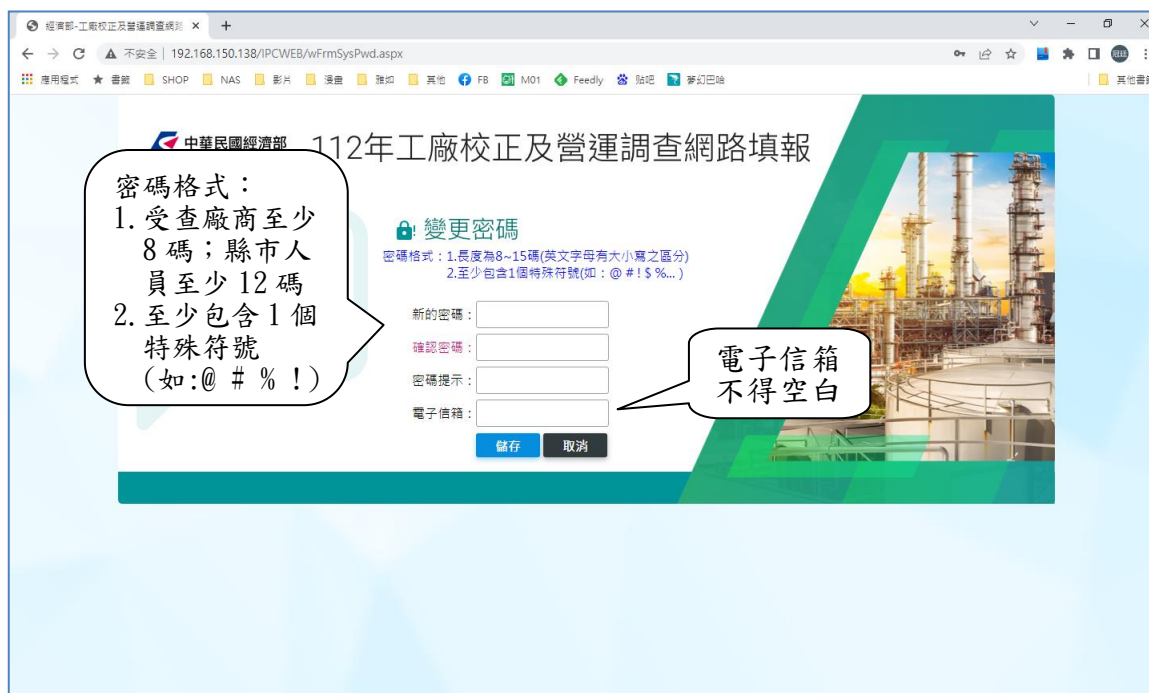 經濟部-工廠校正及營運調查網路
不安全 | 192.168.150.138/IPCWEB/wFrmSysPwd.aspx
應用程式 書籤 SHOP NAS 影片 漫畫 雅如 其他 FB M01 Feedly 貼吧 夢幻巴哈 其他書籤
中華民國經濟部 112年工廠校正及營運調查網路填報
密碼格式：
1.受查廠商至少
8碼；縣市人
員至少12碼
2.至少包含1個
特殊符號
(如:@ # % !)
變更密碼
密碼格式：1.長度為8~15碼(英文字母有大小寫之區分)
2.至少包含1個特殊符號(如：@ # ! $ %... )
新的密碼：
確認密碼：
密碼提示：
電子信箱：
電子信箱
不得空白
儲存 取消